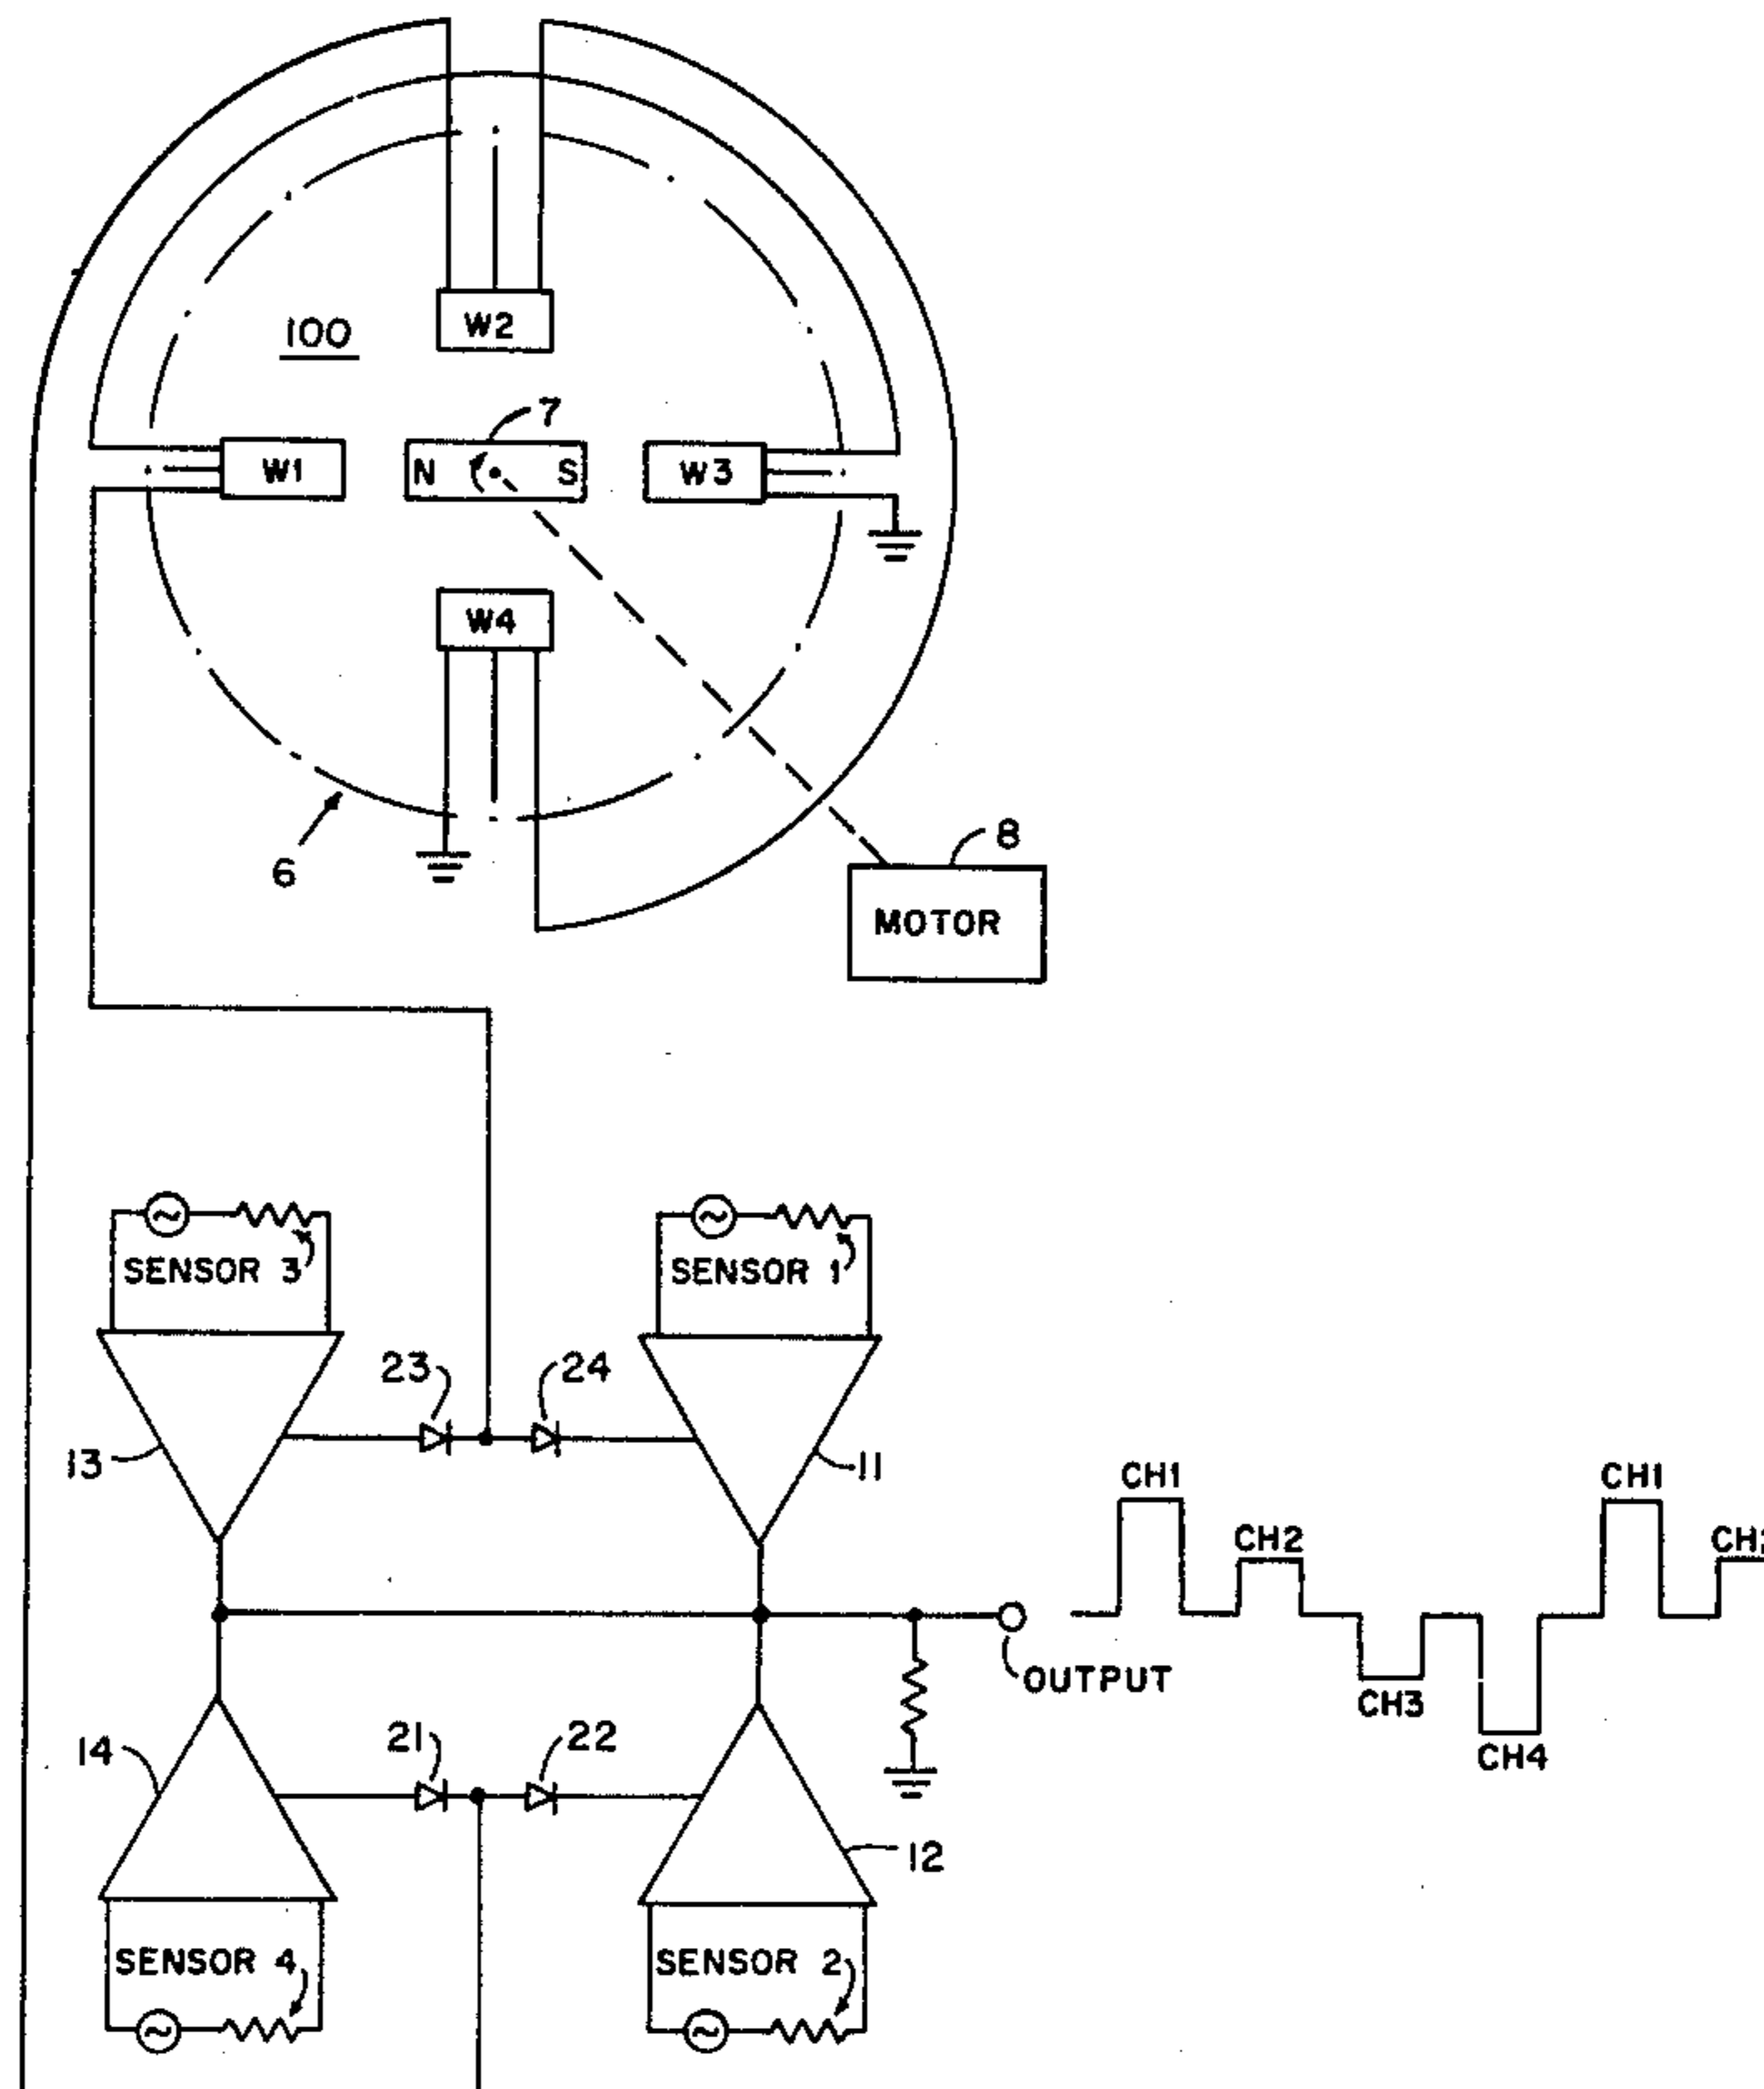 W2
100
7
W1
N
S
W3
W4
6
8
MOTOR
SENSOR 3
SENSOR 1
23
24
13
11
CH1
CH1
CH2
CH3
CH4
OUTPUT
14
21
22
12
SENSOR 4
SENSOR 2